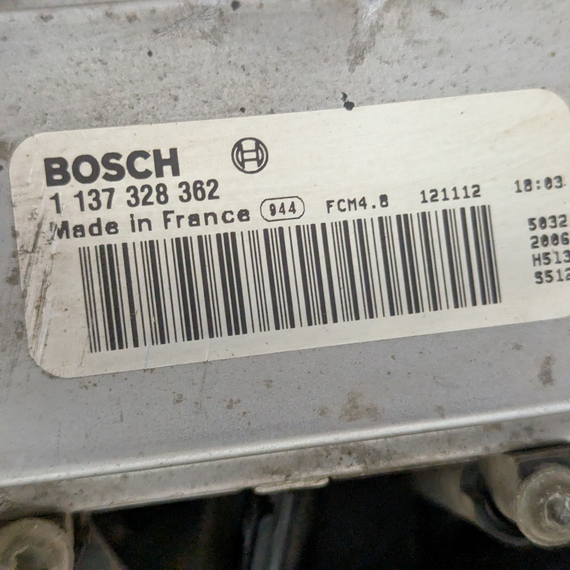 BOSCH
1 137 328 362
Made in France 944 FCM4.8 121112 18:03
5032
2006
H513
S512